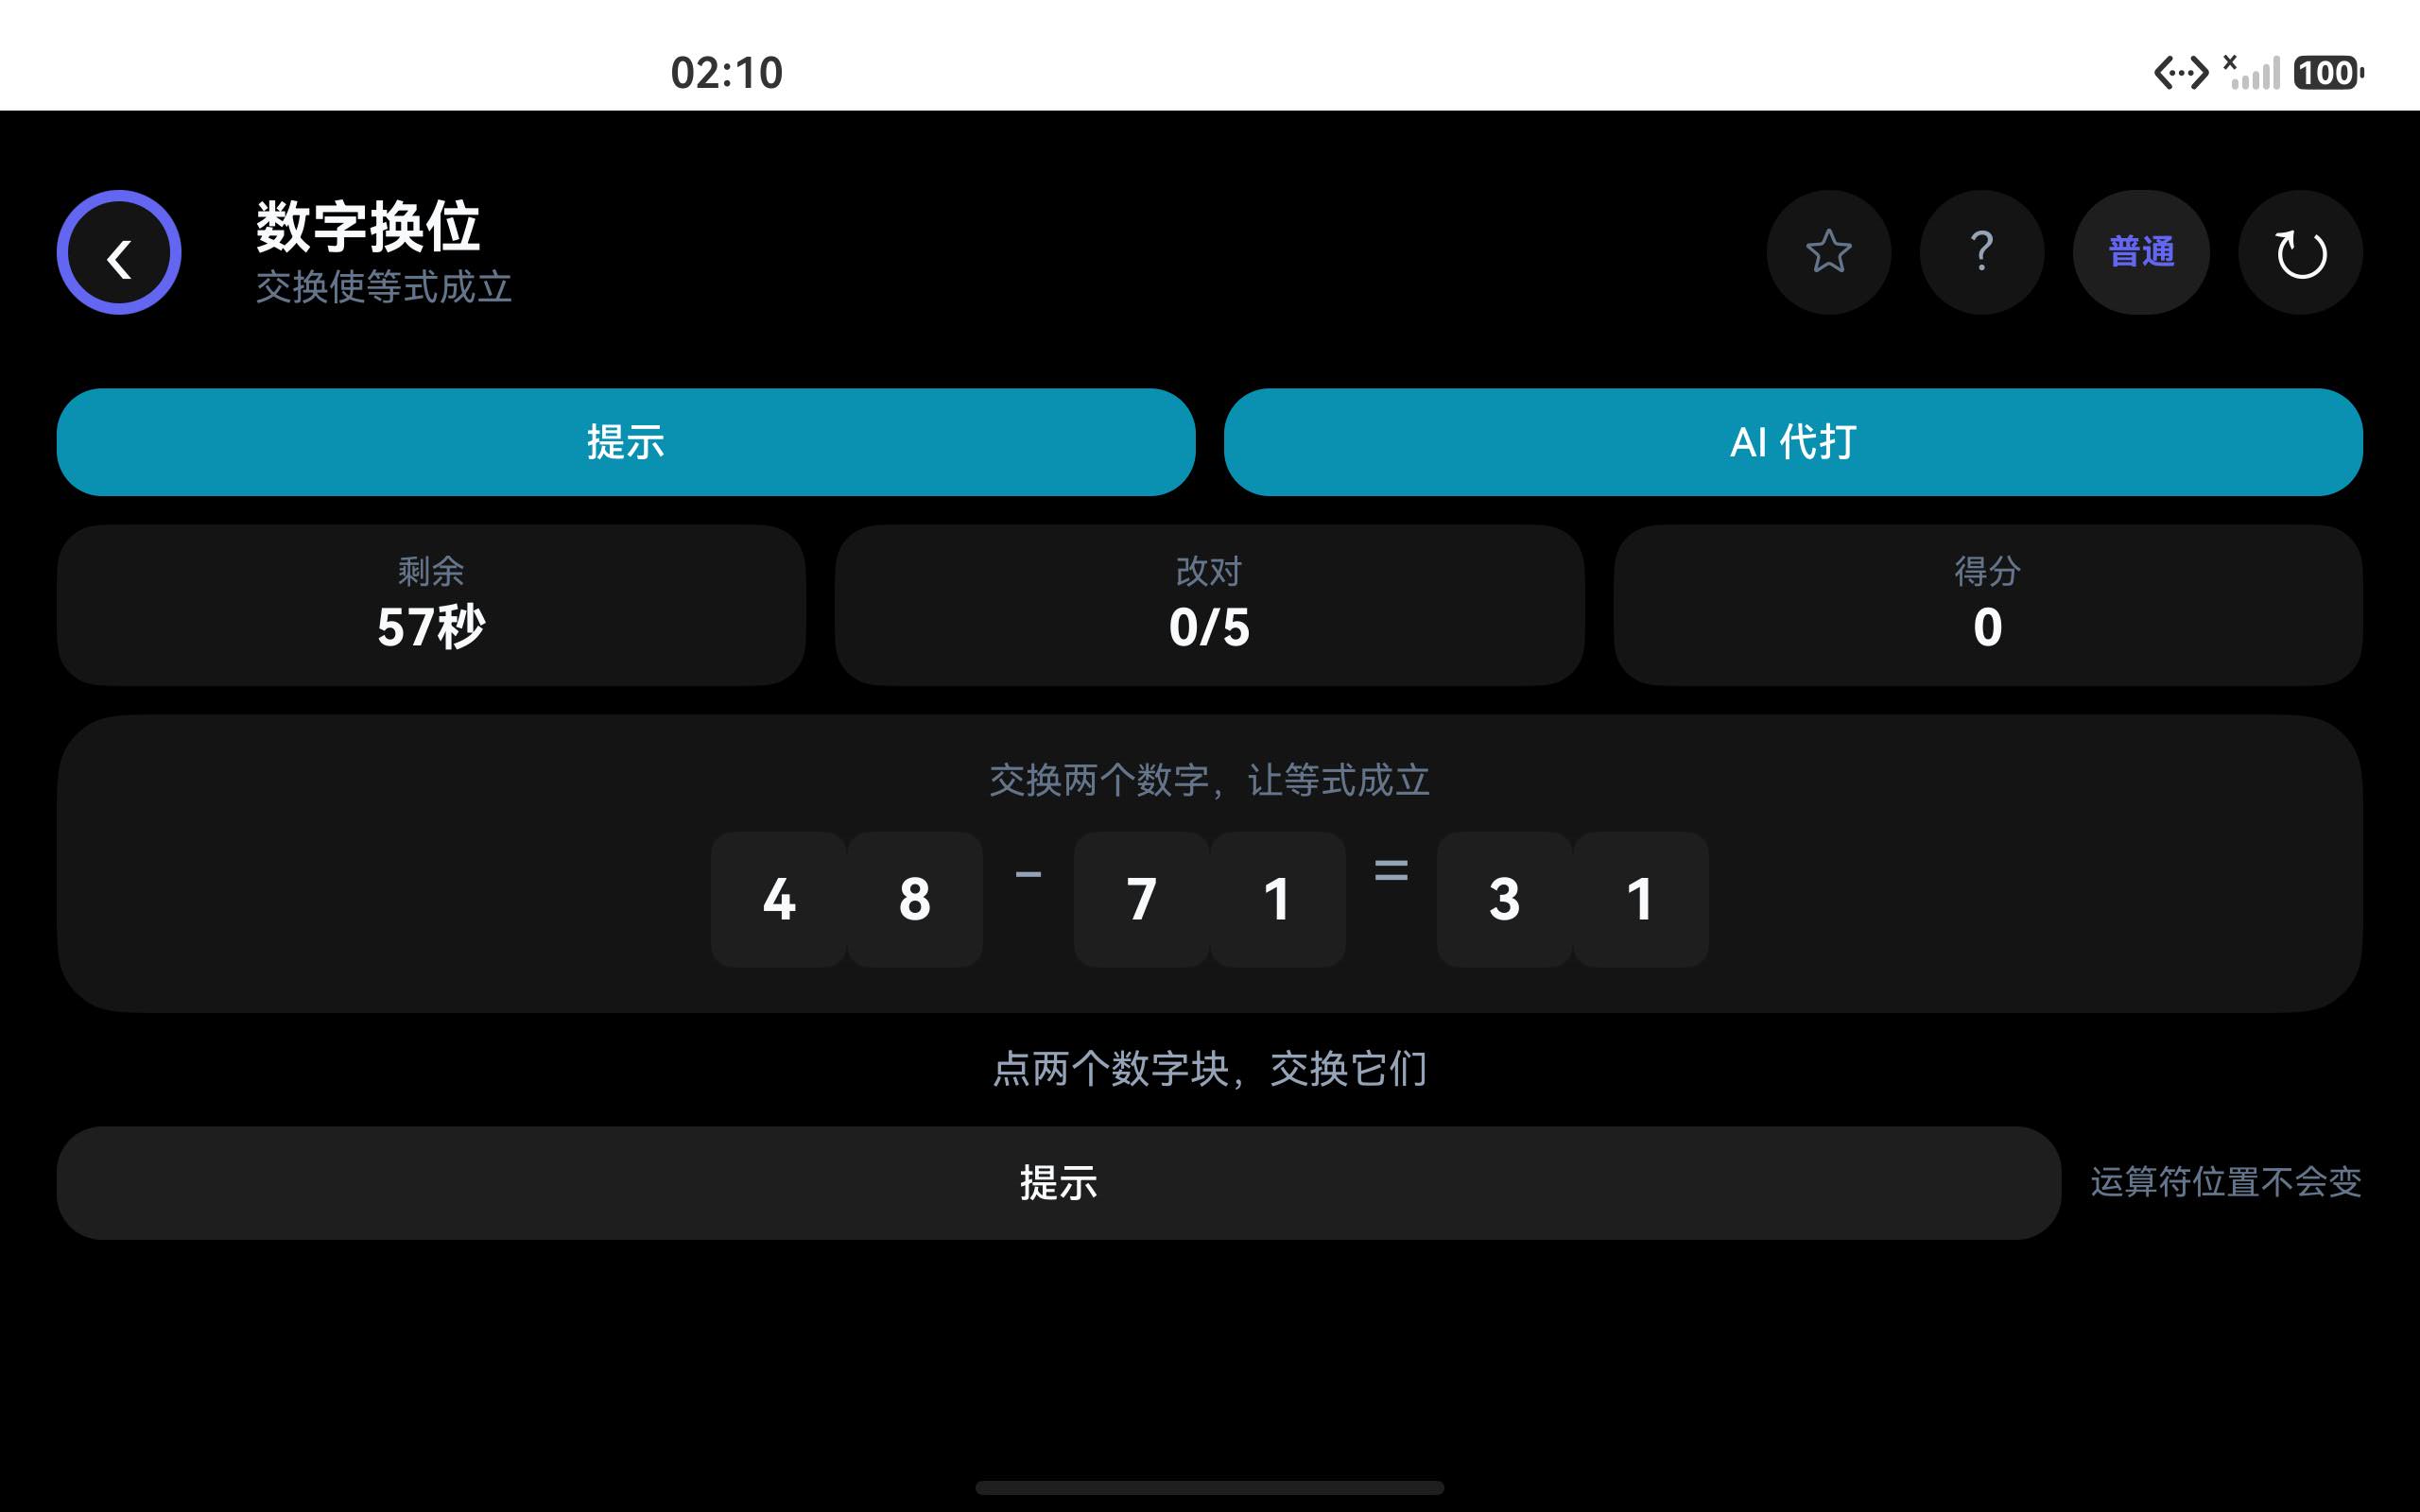 02:10
100
数字换位
交换使等式成立
?
普通
提示
AI 代打
剩余
57秒
改对
0/5
得分
0
交换两个数字，让等式成立
4 8 - 7 1 = 3 1
点两个数字块，交换它们
提示
运算符位置不会变